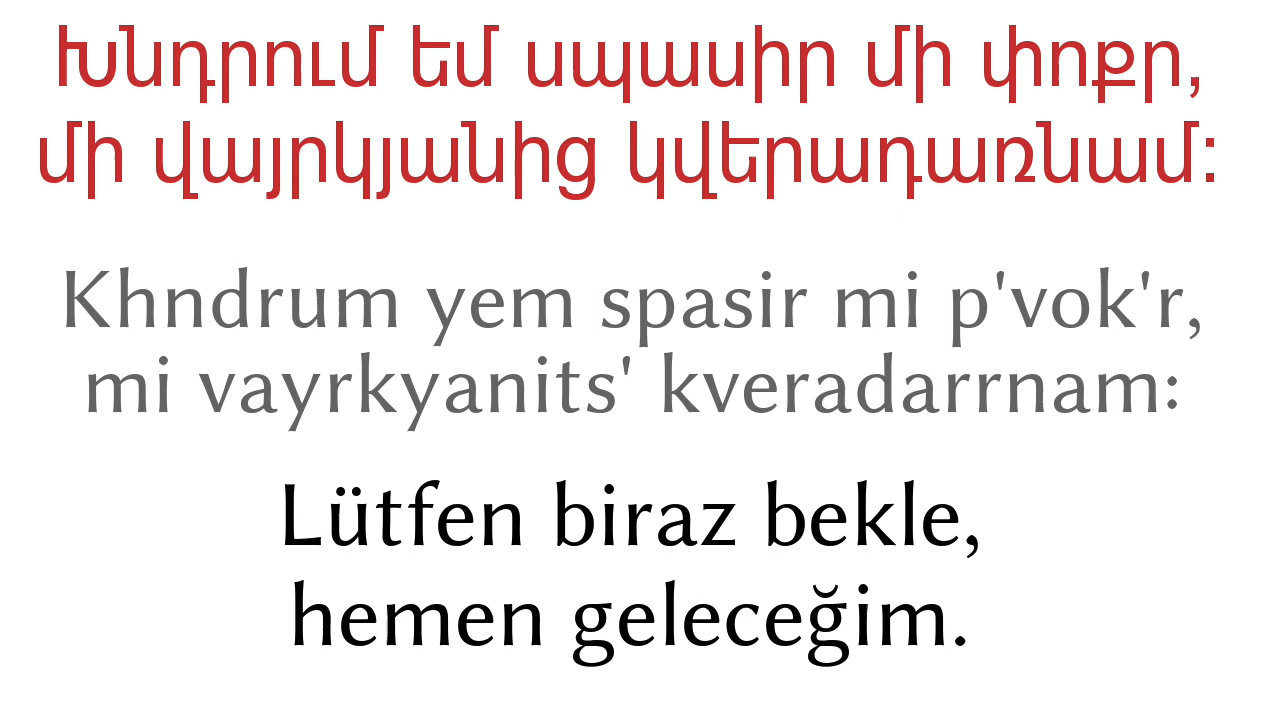 Խնդրում եմ սպասիր մի փոքր,
մի վայրկյանից կվերադառնամ:
Khndrum yem spasir mi p'vok'r,
mi vayrkyanits' kveradarrnam:
Lütfen biraz bekle,
hemen geleceğim.